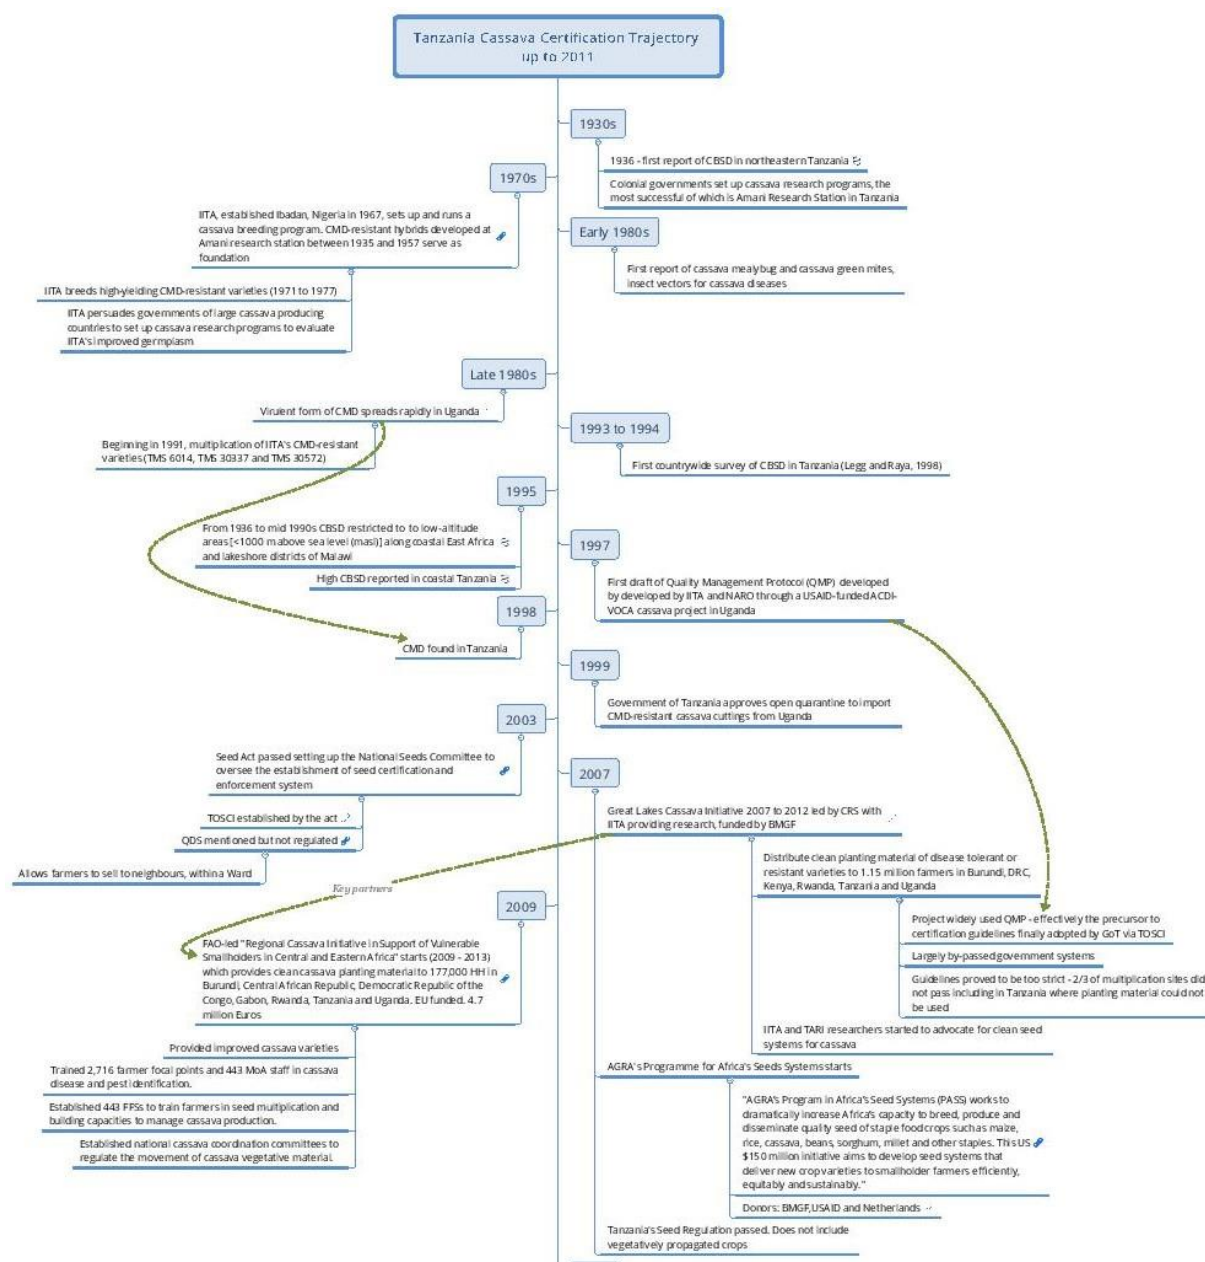 Tanzania Cassava Certification Trajectory
up to 2011
1930s
1936 - first report of CBSD in northeastern Tanzania
Colonial governments set up cassava research programs, the
most successful of which is Amani Research Station in Tanzania
1970s
IITA, established Ibadan, Nigeria in 1967, sets up and runs a
cassava breeding program. CMD-resistant hybrids developed at
Amani research station between 1935 and 1957 serve as
foundation
IITA breeds high-yielding CMD-resistant varieties (1971 to 1977)
IITA persuades governments of large cassava producing
countries to set up cassava research programs to evaluate
IITA's improved germplasm
Early 1980s
First report of cassava mealybug and cassava green mites,
insect vectors for cassava diseases
Late 1980s
Virulent form of CMD spreads rapidly in Uganda
Beginning in 1991, multiplication of IITA's CMD-resistant
varieties (TMS 6014, TMS 30337 and TMS 30572)
1993 to 1994
First countrywide survey of CBSD in Tanzania (Legg and Raya, 1998)
1995
From 1936 to mid 1990s CBSD restricted to to low-altitude
areas [<1000 m above sea level (masl)] along coastal East Africa
and lakeshore districts of Malawi
High CBSD reported in coastal Tanzania
1997
First draft of Quality Management Protocol (QMP) developed
by developed by IITA and NARO through a USAID-funded ACDI-
VOCA cassava project in Uganda
1998
CMD found in Tanzania
1999
Government of Tanzania approves open quarantine to import
CMD-resistant cassava cuttings from Uganda
2003
Seed Act passed setting up the National Seeds Committee to
oversee the establishment of seed certification and
enforcement system
TOSCI established by the act
QDS mentioned but not regulated
Allows farmers to sell to neighbours, within a Ward
2007
Great Lakes Cassava Initiative 2007 to 2012 led by CRS with
IITA providing research, funded by BMGF
Distribute clean planting material of disease tolerant or
resistant varieties to 1.15 million farmers in Burundi, DRC,
Kenya, Rwanda, Tanzania and Uganda
Project widely used QMP - effectively the precursor to
certification guidelines finally adopted by GoT via TOSCI
Largely by-passed government systems
Guidelines proved to be too strict - 2/3 of multiplication sites did
not pass including in Tanzania where planting material could not
be used
IITA and TARI researchers started to advocate for clean seed
systems for cassava
AGRA's Programme for Africa's Seeds Systems starts
"AGRA's Program in Africa's Seed Systems (PASS) works to
dramatically increase Africa's capacity to breed, produce and
disseminate quality seed of staple food crops such as maize,
rice, cassava, beans, sorghum, millet and other staples. This US
$150 million initiative aims to develop seed systems that
deliver new crop varieties to smallholder farmers efficiently,
equitably and sustainably."
Donors: BMGF,USAID and Netherlands
Tanzania's Seed Regulation passed. Does not include
vegetatively propagated crops
Key partners
2009
FAO-led "Regional Cassava Initiative in Support of Vulnerable
Smallholders in Central and Eastern Africa" starts (2009 - 2013)
which provides clean cassava planting material to 177,000 HH in
Burundi, Central African Republic, Democratic Republic of the
Congo, Gabon, Rwanda, Tanzania and Uganda. EU funded. 4.7
million Euros
Provided improved cassava varieties
Trained 2,716 farmer focal points and 443 MoA staff in cassava
disease and pest identification.
Established 443 FFSs to train farmers in seed multiplication and
building capacities to manage cassava production.
Established national cassava coordination committees to
regulate the movement of cassava vegetative material.